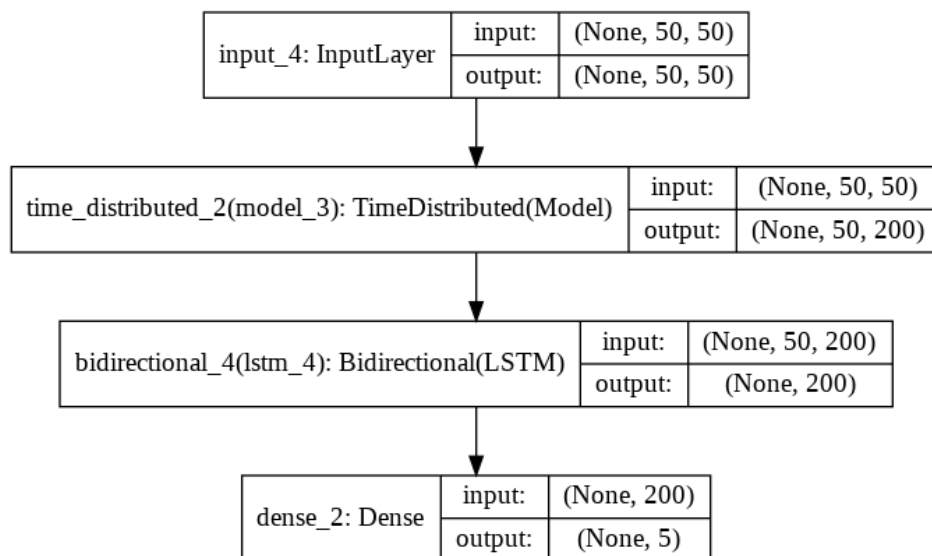 input_4: InputLayer
input: (None, 50, 50)
output: (None, 50, 50)
time_distributed_2(model_3): TimeDistributed(Model)
input: (None, 50, 50)
output: (None, 50, 200)
bidirectional_4(lstm_4): Bidirectional(LSTM)
input: (None, 50, 200)
output: (None, 200)
dense_2: Dense
input: (None, 200)
output: (None, 5)